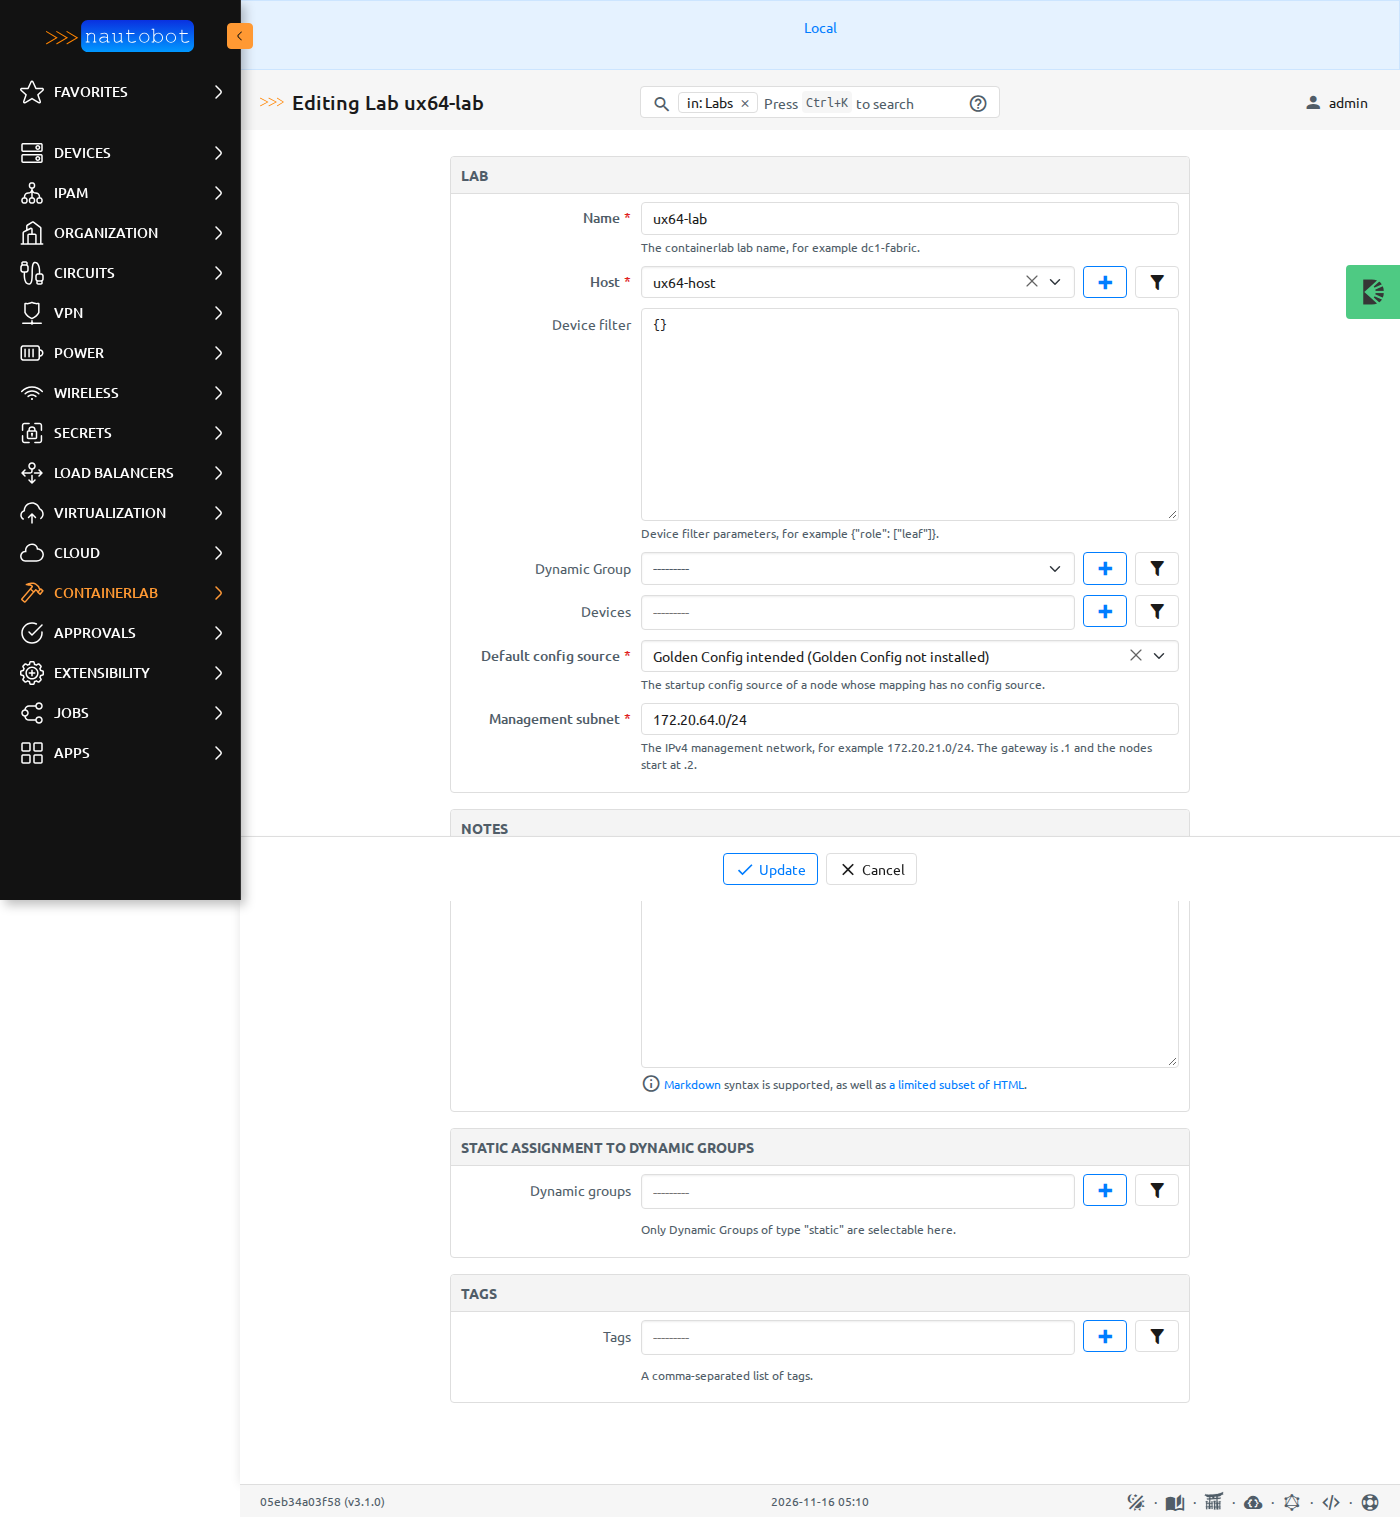 >>> nautobot
FAVORITES
DEVICES
IPAM
ORGANIZATION
CIRCUITS
VPN
POWER
WIRELESS
SECRETS
LOAD BALANCERS
VIRTUALIZATION
CLOUD
CONTAINERLAB
APPROVALS
EXTENSIBILITY
JOBS
APPS
Local
>>> Editing Lab ux64-lab
in: Labs × Press Ctrl+K to search
admin
LAB
Name *
ux64-lab
The containerlab lab name, for example dc1-fabric.
Host *
ux64-host
Device filter
{}
Device filter parameters, for example {"role": ["leaf"]}.
Dynamic Group
---------
Devices
---------
Default config source *
Golden Config intended (Golden Config not installed)
The startup config source of a node whose mapping has no config source.
Management subnet *
172.20.64.0/24
The IPv4 management network, for example 172.20.21.0/24. The gateway is .1 and the nodes
start at .2.
NOTES
Update
Cancel
Markdown syntax is supported, as well as a limited subset of HTML.
STATIC ASSIGNMENT TO DYNAMIC GROUPS
Dynamic groups
---------
Only Dynamic Groups of type "static" are selectable here.
TAGS
Tags
---------
A comma-separated list of tags.
05eb34a03f58 (v3.1.0)
2026-11-16 05:10